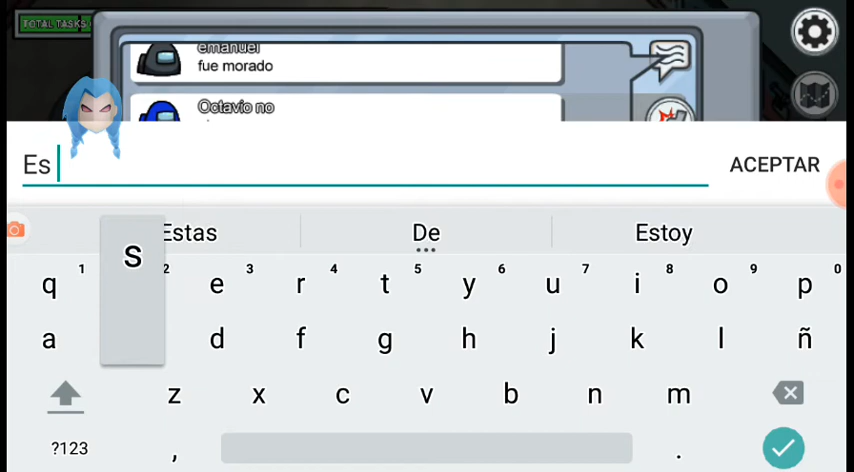 TOTAL TASKS
emanuel
fue morado
Octavio no
Es
ACEPTAR
Estas De Estoy
1 2 3 4 5 6 7 8 9 0
q e r t y u i o p
s
a d f g h j k l ñ
z x c v b n m
?123 , .